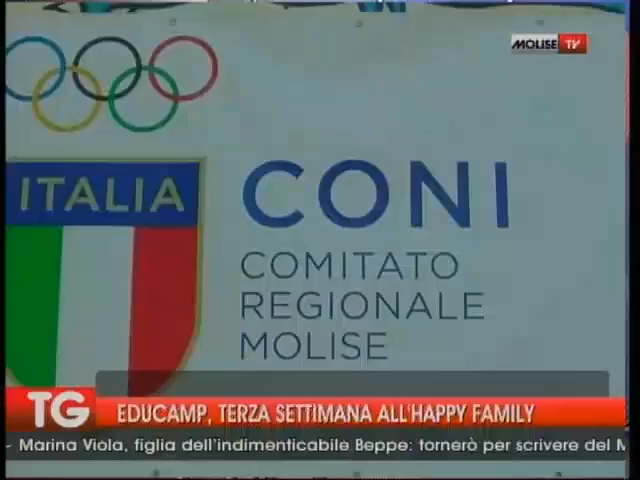 MOLISE TV
ITALIA
CONI
COMITATO
REGIONALE
MOLISE
TG
EDUCAMP, TERZA SETTIMANA ALL'HAPPY FAMILY
~ Marina Viola, figlia dell'indimenticabile Beppe: tornerò per scrivere del M